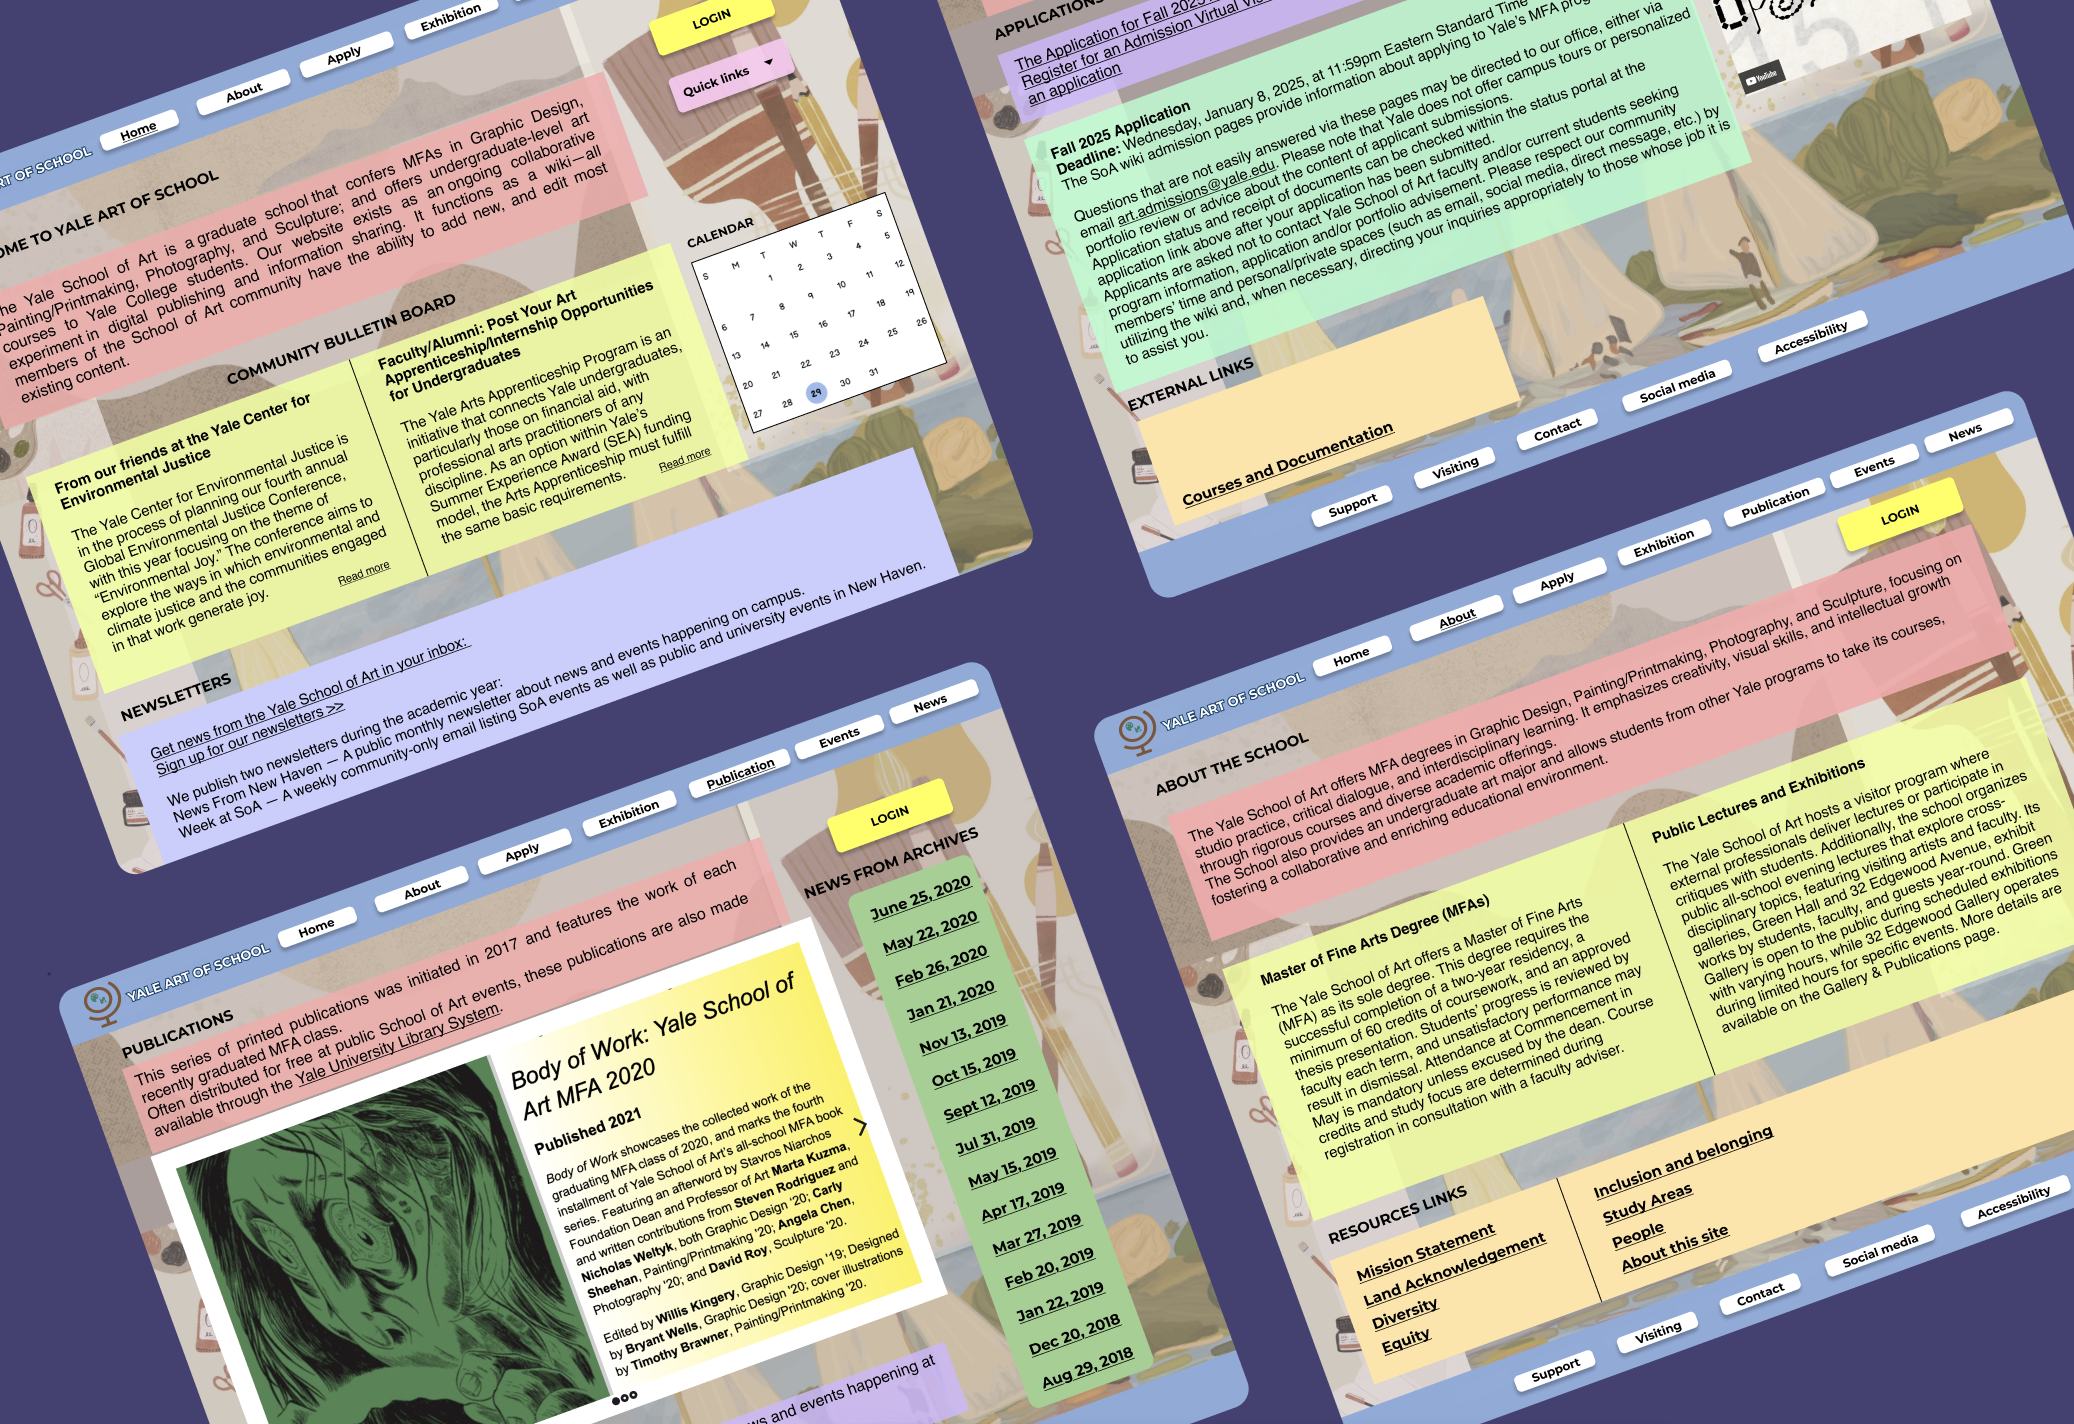 Home
About
Apply
Exhibition
LOGIN
Quick links
ART OF SCHOOL
TO YALE ART OF SCHOOL
The Yale School of Art is a graduate school that confers MFAs in Graphic Design,
Painting/Printmaking, Photography, and Sculpture; and offers undergraduate-level art
courses to Yale College students. Our website exists as an ongoing collaborative
experiment in digital publishing and information sharing. It functions as a wiki—all
members of the School of Art community have the ability to add new, and edit most
existing content.
COMMUNITY BULLETIN BOARD
From our friends at the Yale Center for
Environmental Justice
The Yale Center for Environmental Justice is
in the process of planning our fourth annual
Global Environmental Justice Conference,
with this year focusing on the theme of
“Environmental Joy.” The conference aims to
explore the ways in which environmental and
climate justice and the communities engaged
in that work generate joy.
Read more
Faculty/Alumni: Post Your Art
Apprenticeship/Internship Opportunities
for Undergraduates
The Yale Arts Apprenticeship Program is an
initiative that connects Yale undergraduates,
particularly those on financial aid, with
professional arts practitioners of any
discipline. As an option within Yale’s
Summer Experience Award (SEA) funding
model, the Arts Apprenticeship must fulfill
the same basic requirements.
Read more
CALENDAR
S M T W T F S
1 2 3 4 5
6 7 8 9 10 11 12
13 14 15 16 17 18 19
20 21 22 23 24 25 26
27 28 29 30 31
NEWSLETTERS
Get news from the Yale School of Art in your inbox:
Sign up for our newsletters >>
We publish two newsletters during the academic year:
News From New Haven — A public monthly newsletter about news and events happening on campus.
Week at SoA — A weekly community-only email listing SoA events as well as public and university events in New Haven.
APPLICATIONS
The Application for Fall 2025
Register for an Admission Virtual
an application
Fall 2025 Application
Deadline: Wednesday, January 8, 2025, at 11:59pm Eastern Standard Time
The SoA wiki admission pages provide information about applying to Yale’s MFA
Questions that are not easily answered via these pages may be directed to our office, either via
email art.admissions@yale.edu. Please note that Yale does not offer campus tours or personalized
portfolio review or advice about the content of applicant submissions.
Application status and receipt of documents can be checked within the status portal at the
application link above after your application has been submitted.
Applicants are asked not to contact Yale School of Art faculty and/or current students seeking
program information, application and/or portfolio advisement. Please respect our community
members’ time and personal/private spaces (such as email, social media, direct message, etc.) by
utilizing the wiki and, when necessary, directing your inquiries appropriately to those whose job it is
to assist you.
YouTube
EXTERNAL LINKS
Courses and Documentation
Support
Visiting
Contact
Social media
Accessibility
YALE ART OF SCHOOL
Home
About
Apply
Exhibition
Publication
Events
News
LOGIN
PUBLICATIONS
This series of printed publications was initiated in 2017 and features the work of each
recently graduated MFA class.
Often distributed for free at public School of Art events, these publications are also made
available through the Yale University Library System.
Body of Work: Yale School of
Art MFA 2020
Published 2021
Body of Work showcases the collected work of the
graduating MFA class of 2020, and marks the fourth
installment of Yale School of Art’s all-school MFA book
series. Featuring an afterword by Stavros Niarchos
Foundation Dean and Professor of Art Marta Kuzma,
and written contributions from Steven Rodriguez and
Nicholas Weltyk, both Graphic Design ’20; Carly
Sheehan, Painting/Printmaking ’20; Angela Chen,
Photography ’20; and David Roy, Sculpture ’20.
Edited by Willis Kingery, Graphic Design ’19; Designed
by Bryant Wells, Graphic Design ’20; cover illustrations
by Timothy Brawner, Painting/Printmaking ’20.
NEWS FROM ARCHIVES
June 25, 2020
May 22, 2020
Feb 26, 2020
Jan 21, 2020
Nov 13, 2019
Oct 15, 2019
Sept 12, 2019
Jul 31, 2019
May 15, 2019
Apr 17, 2019
Mar 27, 2019
Feb 20, 2019
Jan 22, 2019
Dec 20, 2018
Aug 29, 2018
and events happening at
YALE ART OF SCHOOL
Home
About
Apply
Exhibition
Publication
Events
News
LOGIN
ABOUT THE SCHOOL
The Yale School of Art offers MFA degrees in Graphic Design, Painting/Printmaking, Photography, and Sculpture, focusing on
studio practice, critical dialogue, and interdisciplinary learning. It emphasizes creativity, visual skills, and intellectual growth
through rigorous courses and diverse academic offerings.
The School also provides an undergraduate art major and allows students from other Yale programs to take its courses,
fostering a collaborative and enriching educational environment.
Master of Fine Arts Degree (MFAs)
The Yale School of Art offers a Master of Fine Arts
(MFA) as its sole degree. This degree requires the
successful completion of a two-year residency, a
minimum of 60 credits of coursework, and an approved
thesis presentation. Students’ progress is reviewed by
faculty each term, and unsatisfactory performance may
result in dismissal. Attendance at Commencement in
May is mandatory unless excused by the dean. Course
credits and study focus are determined during
registration in consultation with a faculty adviser.
Public Lectures and Exhibitions
The Yale School of Art hosts a visitor program where
external professionals deliver lectures or participate in
critiques with students. Additionally, the school organizes
public all-school evening lectures that explore cross-
disciplinary topics, featuring visiting artists and faculty. Its
galleries, Green Hall and 32 Edgewood Avenue, exhibit
works by students, faculty, and guests year-round. Green
Gallery is open to the public during scheduled exhibitions
with varying hours, while 32 Edgewood Gallery operates
during limited hours for specific events. More details are
available on the Gallery & Publications page.
RESOURCES LINKS
Mission Statement
Land Acknowledgement
Diversity
Equity
Inclusion and belonging
Study Areas
People
About this site
Support
Visiting
Contact
Social media
Accessibility